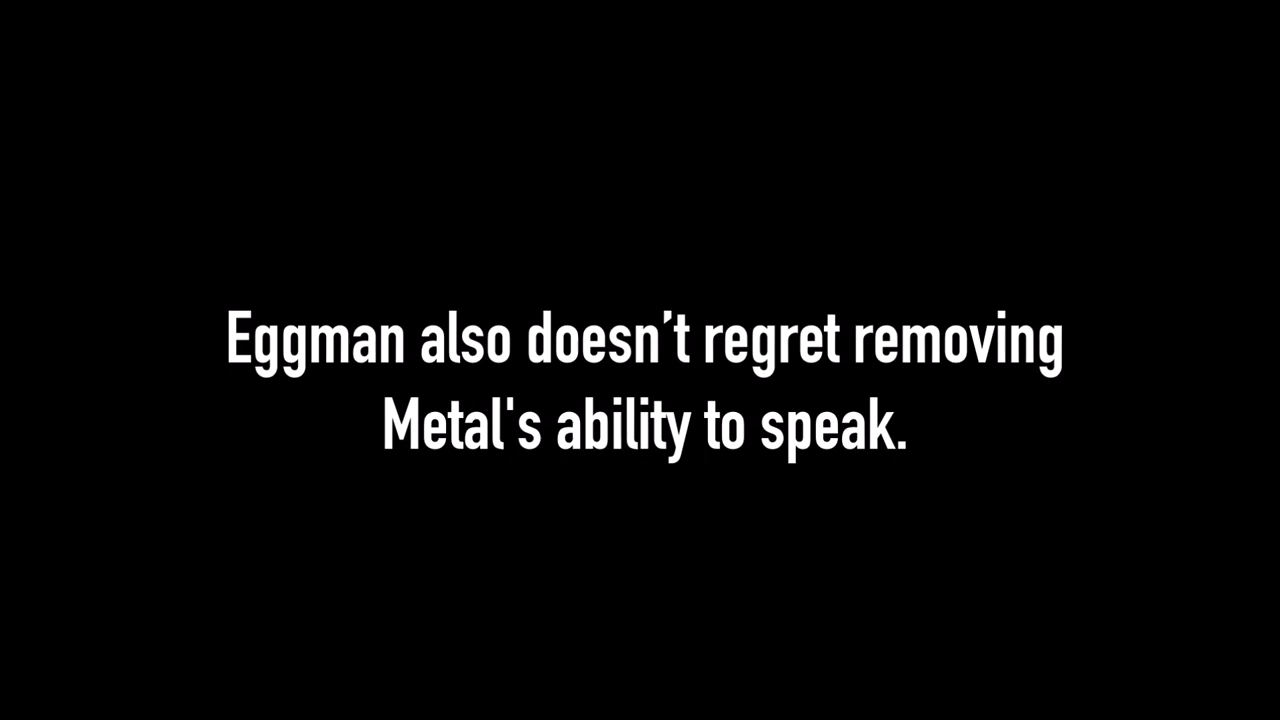 Eggman also doesn’t regret removing
Metal's ability to speak.